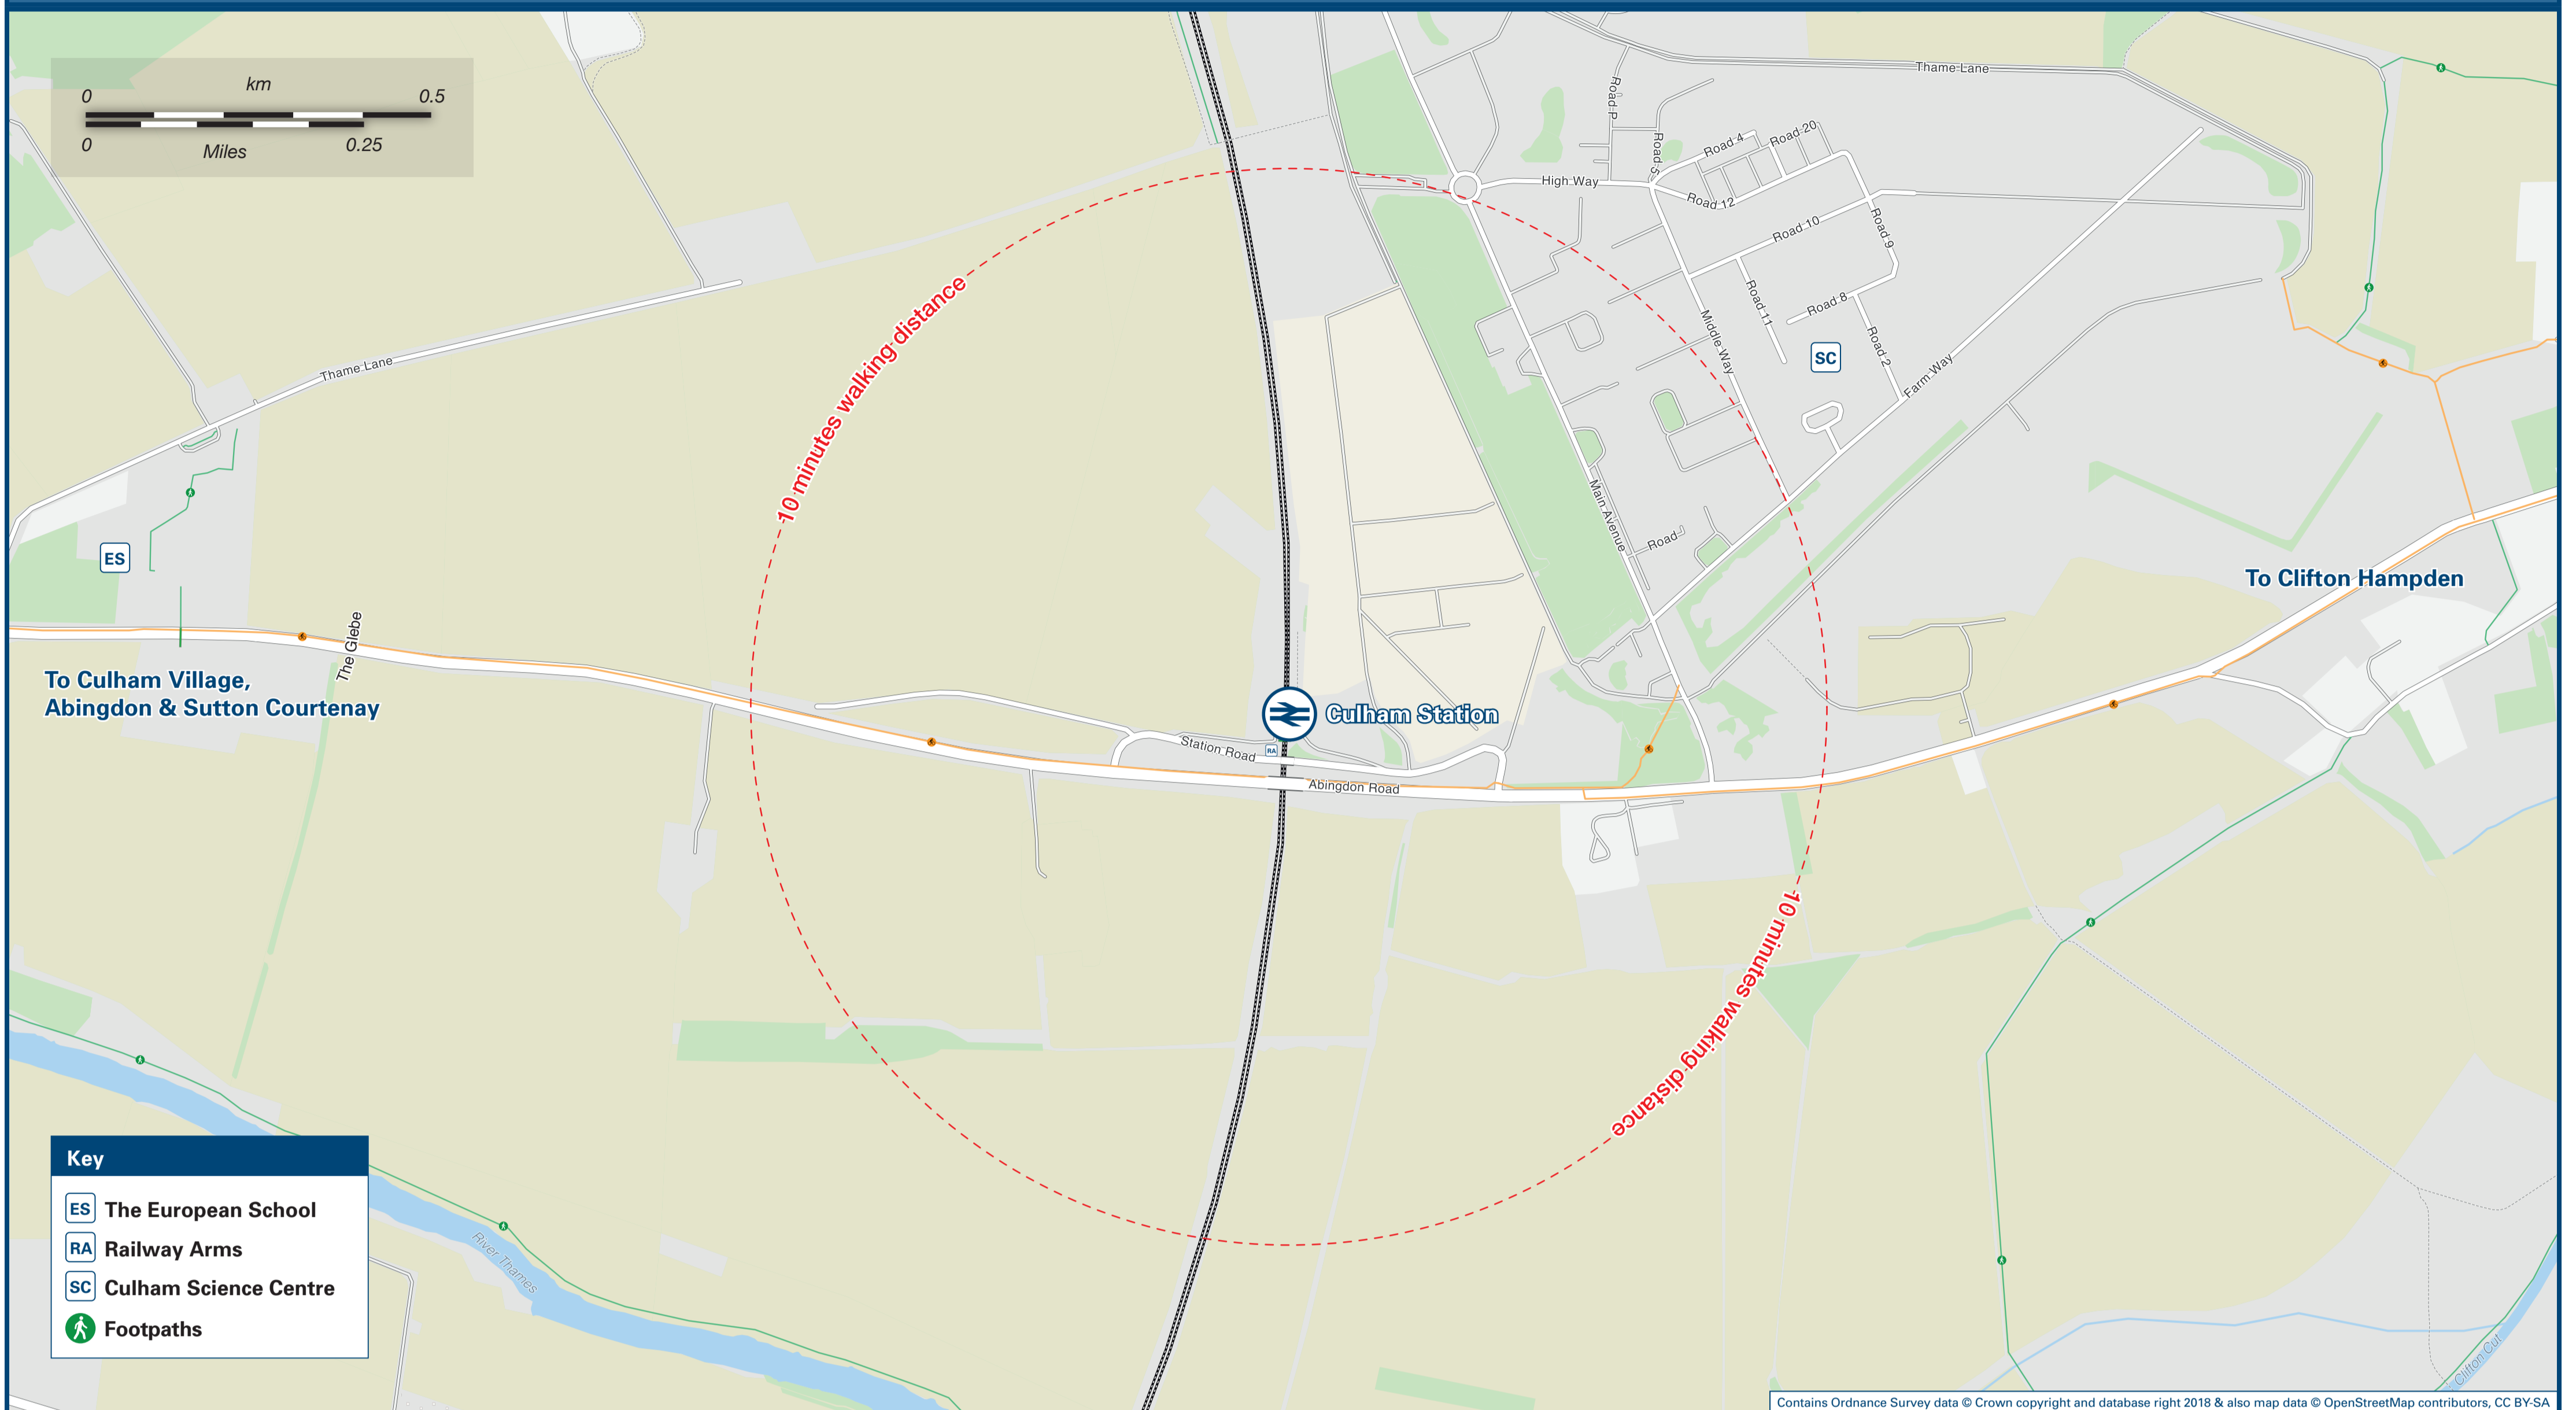 km
0 0.5
0 0.25
Miles
Thame Lane
Road P
Road 5
Road 4
Road 20
High Way
Road 12
Road 10
Road 9
Road 11
Road 8
Road 2
Middle Way
SC
Farm Way
Thame Lane
10 minutes walking distance
Main Avenue
Road
ES
The Glebe
To Clifton Hampden
To Culham Village,
Abingdon & Sutton Courtenay
Culham Station
Station Road
RA
Abingdon Road
10 minutes walking distance
River Thames
Clifton Cut
Key
ES The European School
RA Railway Arms
SC Culham Science Centre
Footpaths
Contains Ordnance Survey data © Crown copyright and database right 2018 & also map data © OpenStreetMap contributors, CC BY-SA